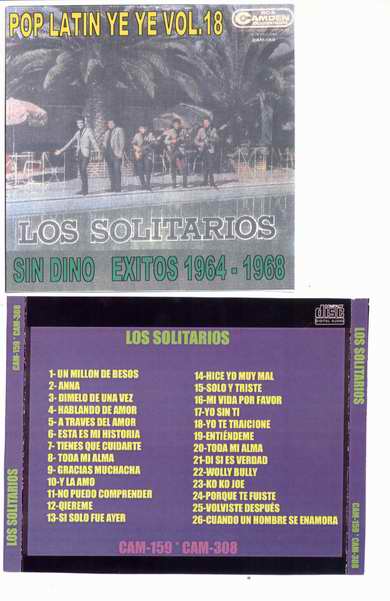 POP LATIN YE YE VOL.18
RCA
CAMDEN
LOS SOLITARIOS
SIN DINO EXITOS 1964 - 1968
CAM-159 * CAM-308
COMPACT
disc
DIGITAL AUDIO
LOS SOLITARIOS
1- UN MILLON DE BESOS
2- ANNA
3- DIMELO DE UNA VEZ
4- HABLANDO DE AMOR
5- A TRAVES DEL AMOR
6- ESTA ES MI HISTORIA
7- TIENES QUE CUIDARTE
8- TODA MI ALMA
9- GRACIAS MUCHACHA
10-Y LA AMO
11-NO PUEDO COMPRENDER
12-QIEREME
13-SI SOLO FUE AYER
14-HICE YO MUY MAL
15-SOLO Y TRISTE
16-MI VIDA POR FAVOR
17-YO SIN TI
18-YO TE TRAICIONE
19-ENTIÉNDEME
20-TODA MI ALMA
21-DI SI ES VERDAD
22-WOLLY BULLY
23-KO KO JOE
24-PORQUE TE FUISTE
25-VOLVISTE DESPUÉS
26-CUANDO UN HOMBRE SE ENAMORA
CAM-159 * CAM-308
LOS SOLITARIOS
LOS SOLITARIOS
CAM-159 * CAM-308